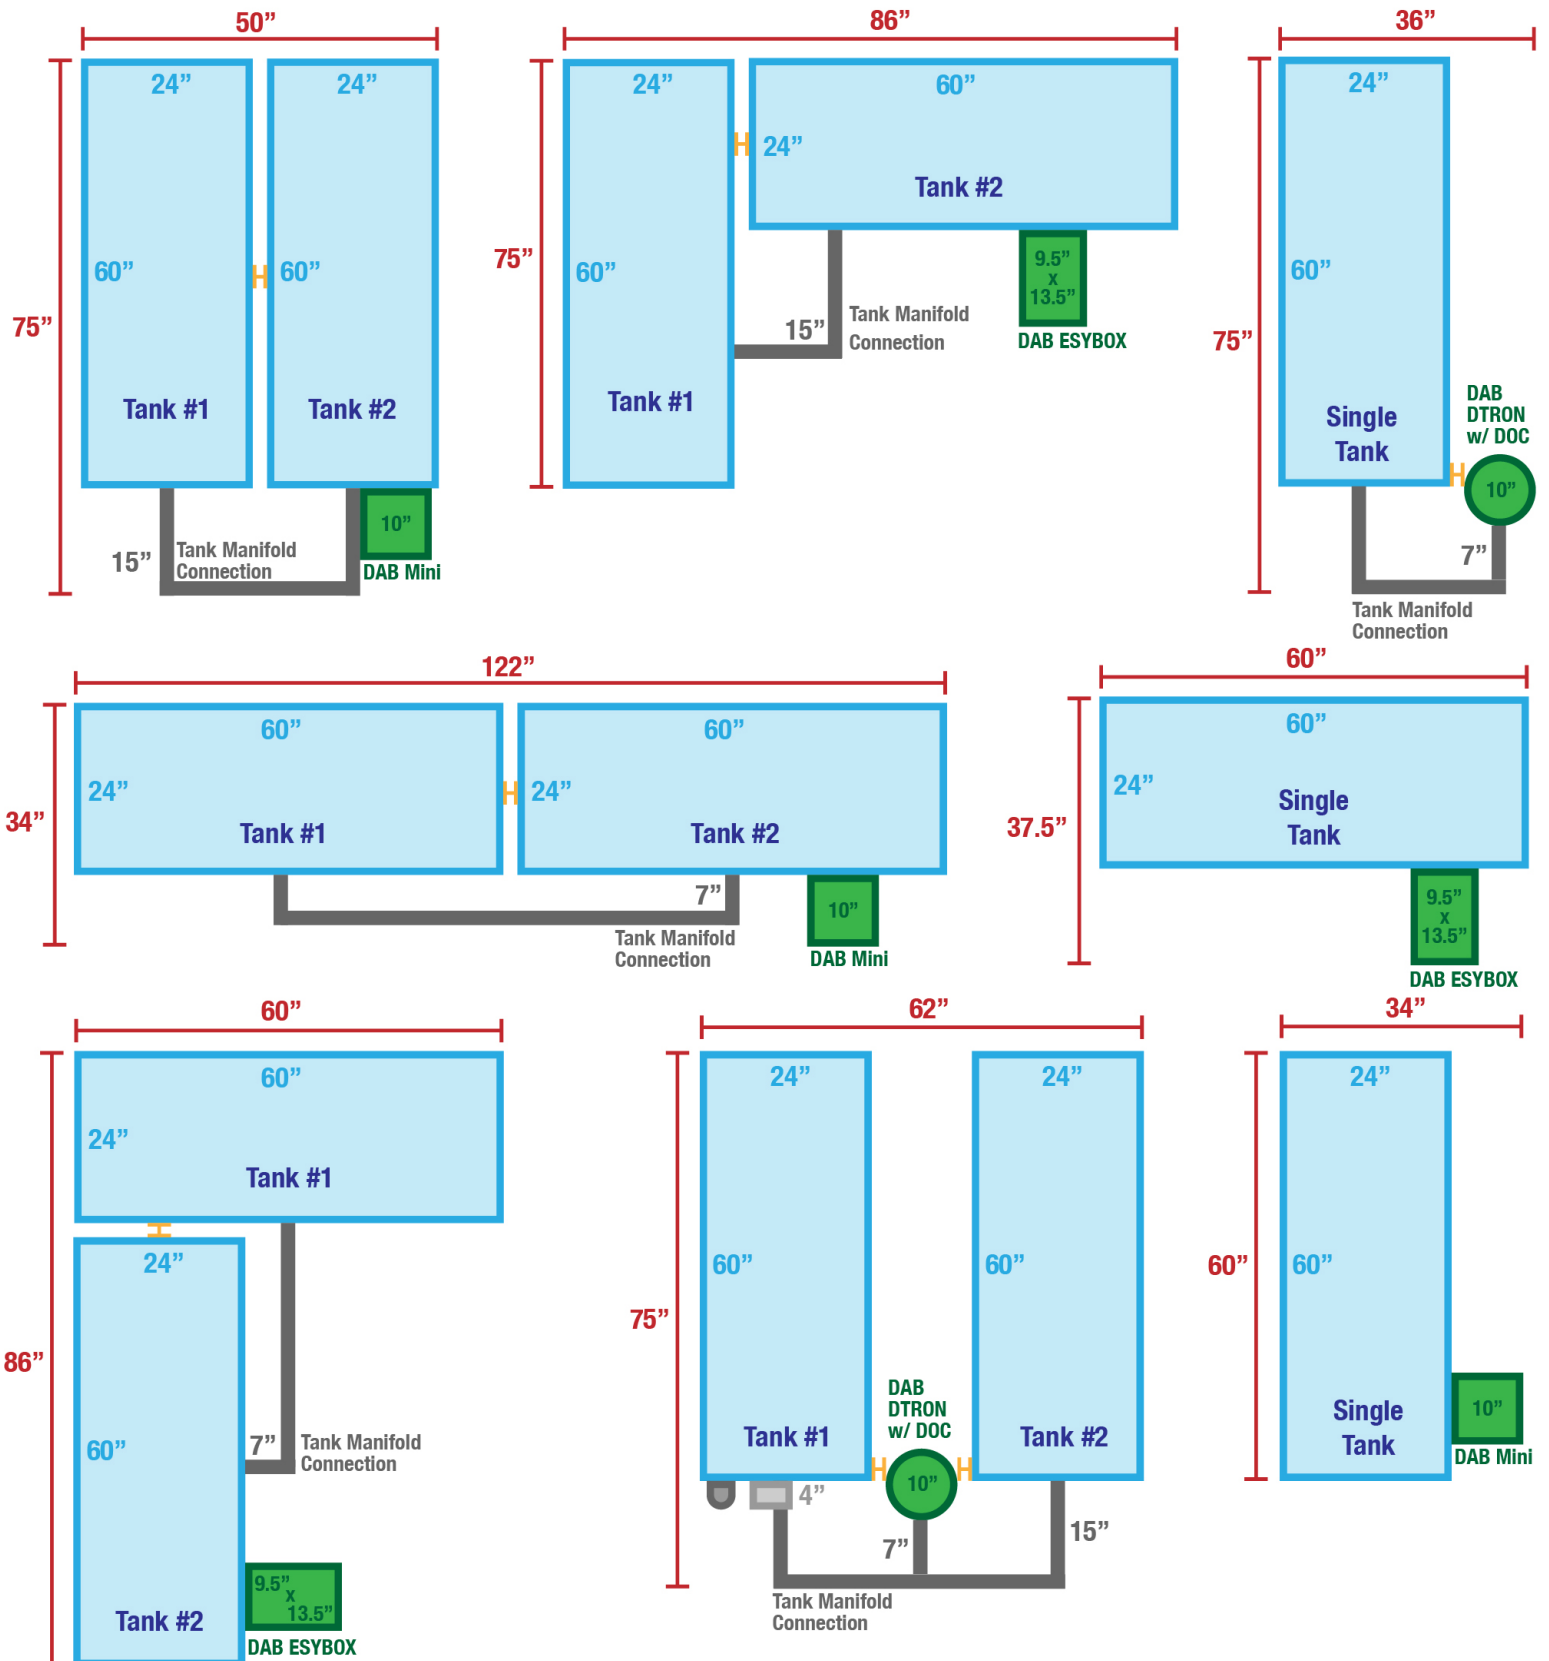 50”
24”
24”
60”
60”
75”
Tank #1
Tank #2
10”
15”
Tank Manifold
Connection
DAB Mini
86”
24”
60”
24”
Tank #2
75”
60”
9.5”
x
13.5”
15”
Tank Manifold
Connection
DAB ESYBOX
Tank #1
36”
24”
60”
75”
DAB
DTRON
w/ DOC
Single
Tank
10”
7”
Tank Manifold
Connection
122”
60”
60”
24”
24”
34”
Tank #1
Tank #2
7”
10”
Tank Manifold
Connection
DAB Mini
60”
60”
24”
Single
Tank
37.5”
9.5”
x
13.5”
DAB ESYBOX
60”
60”
24”
Tank #1
24”
86”
60”
7”
Tank Manifold
Connection
9.5”
x
13.5”
Tank #2
DAB ESYBOX
62”
24”
24”
60”
60”
75”
DAB
DTRON
w/ DOC
Tank #1
Tank #2
10”
4”
15”
7”
Tank Manifold
Connection
34”
24”
60”
60”
Single
Tank
10”
DAB Mini